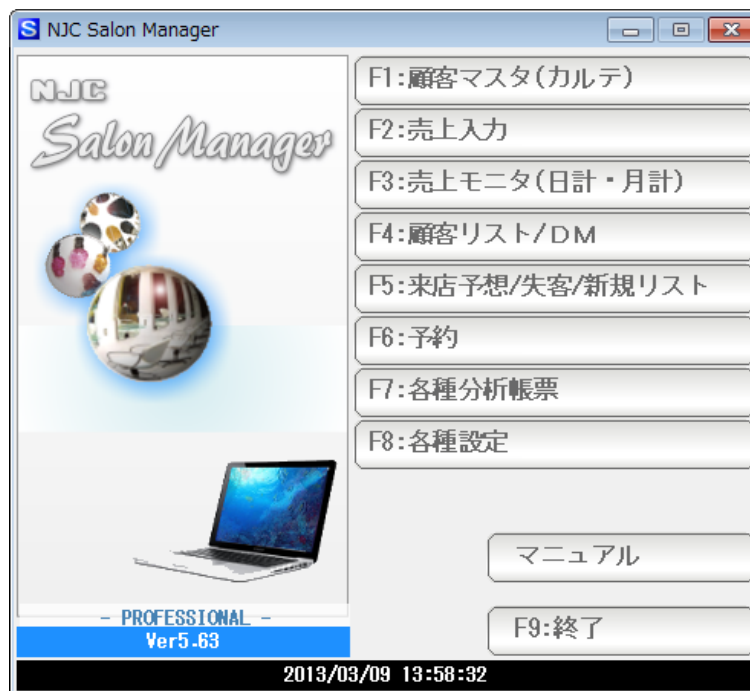 NJC Salon Manager
NJC
Salon Manager
F1:顧客マスタ(カルテ)
F2:売上入力
F3:売上モニタ(日計・月計)
F4:顧客リスト/DM
F5:来店予想/失客/新規リスト
F6:予約
F7:各種分析帳票
F8:各種設定
マニュアル
F9:終了
- PROFESSIONAL -
Ver5.63
2013/03/09 13:58:32